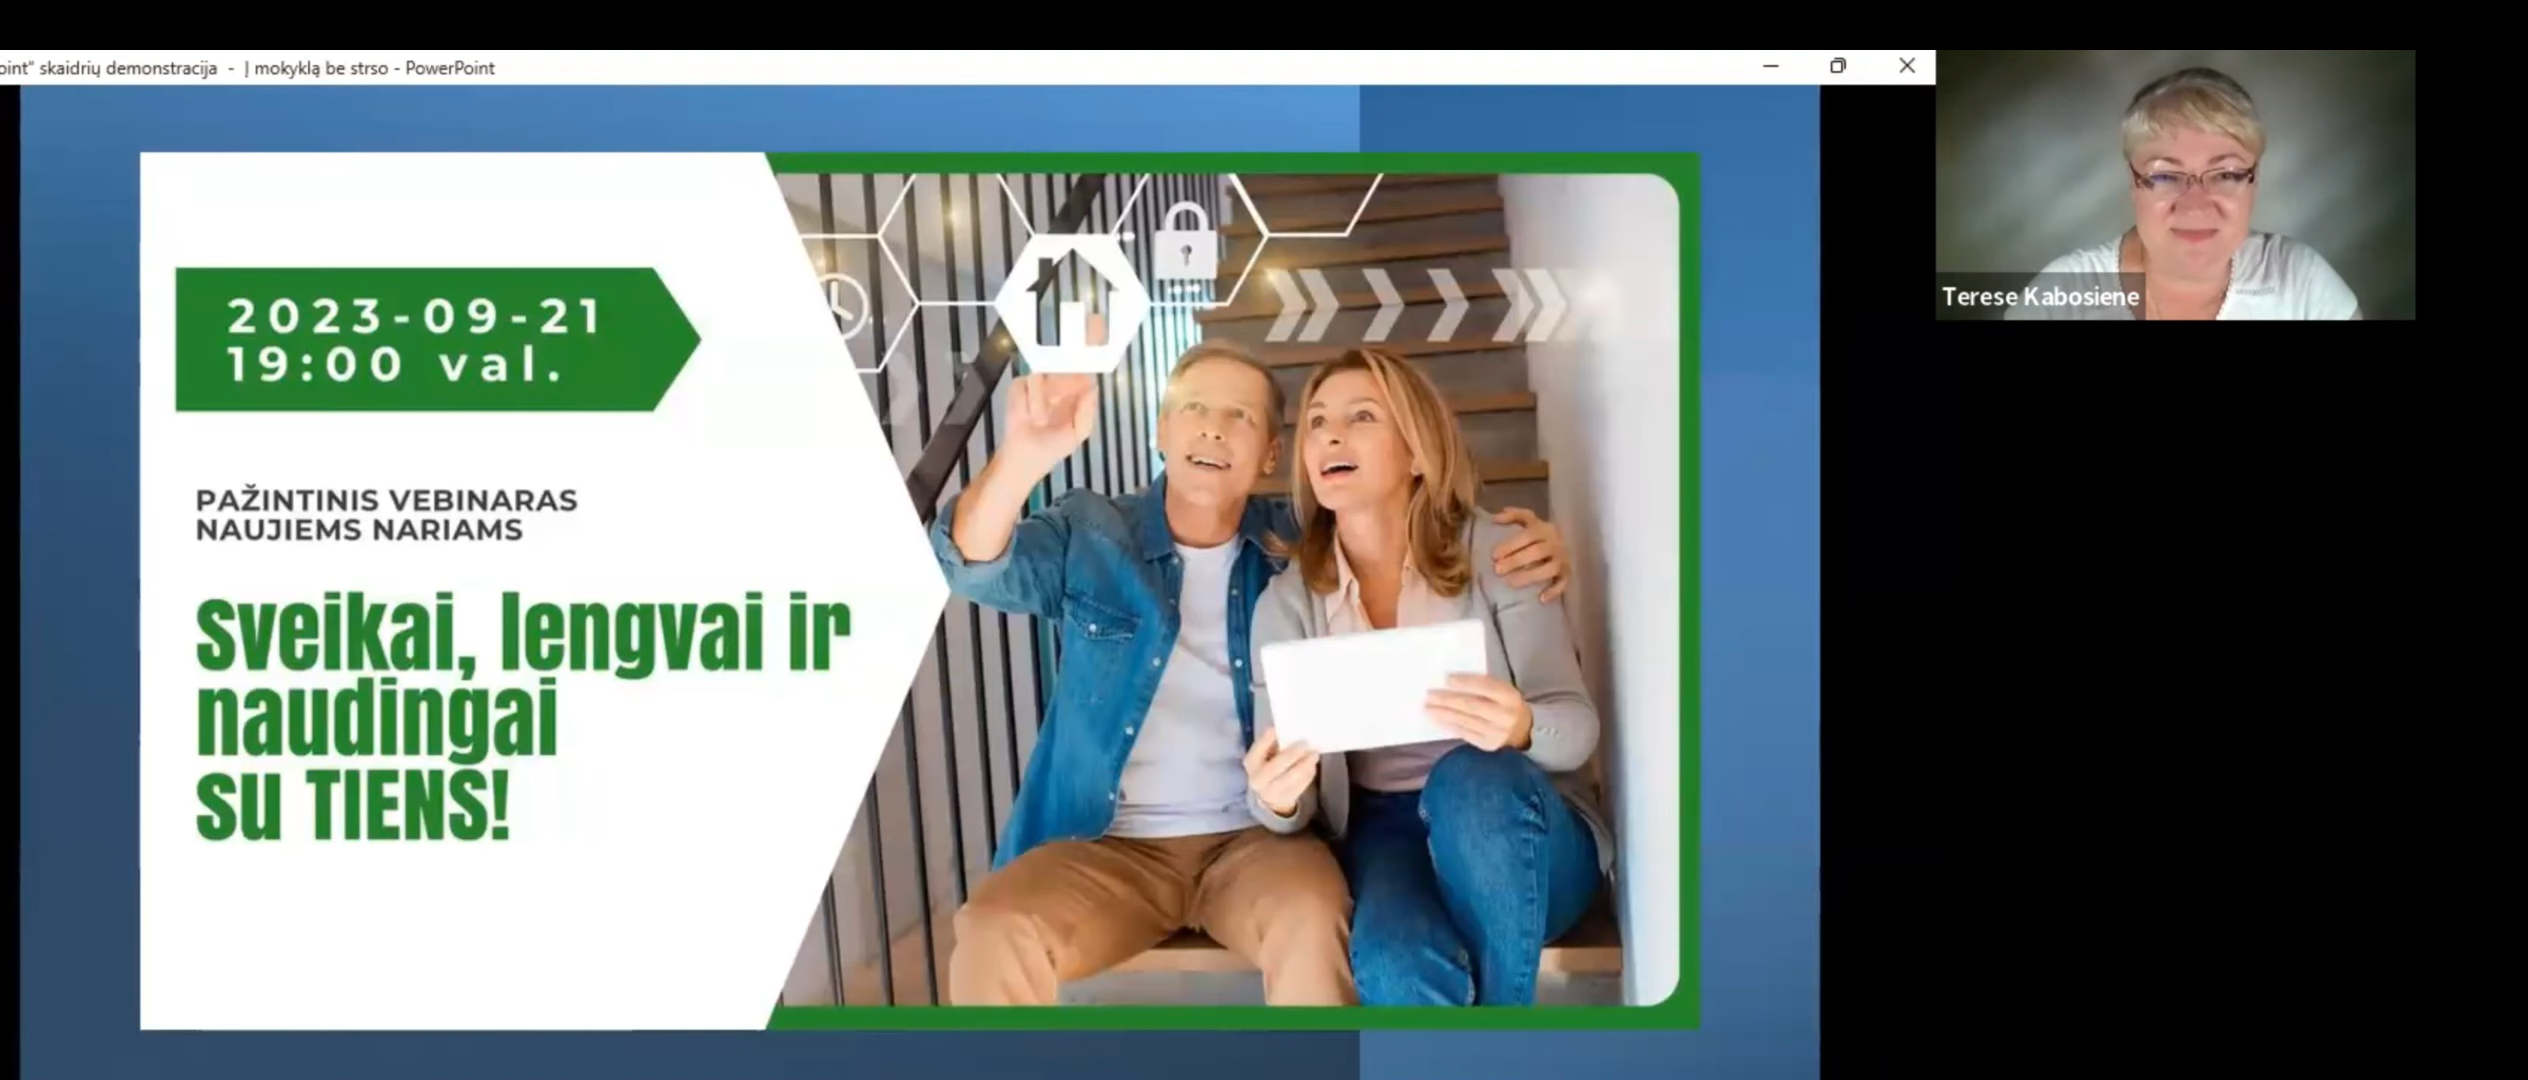 oint“ skaidrių demonstracija - Į mokyklą be strso - PowerPoint
Terese Kabosiene
2023-09-21
19:00 val.
PAŽINTINIS VEBINARAS
NAUJIEMS NARIAMS
Sveikai, lengvai ir
naudingai
su TIENS!